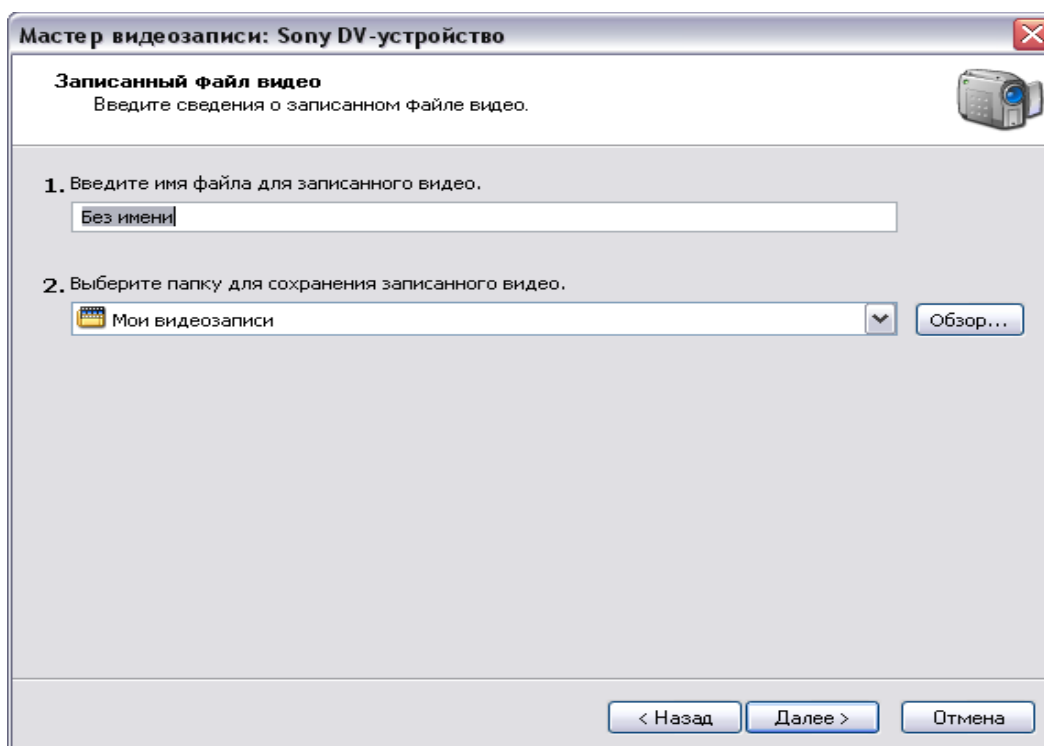 Мастер видеозаписи: Sony DV-устройство
Записанный файл видео
Введите сведения о записанном файле видео.
1. Введите имя файла для записанного видео.
Без имени
2. Выберите папку для сохранения записанного видео.
Мои видеозаписи
Обзор...
< Назад
Далее >
Отмена